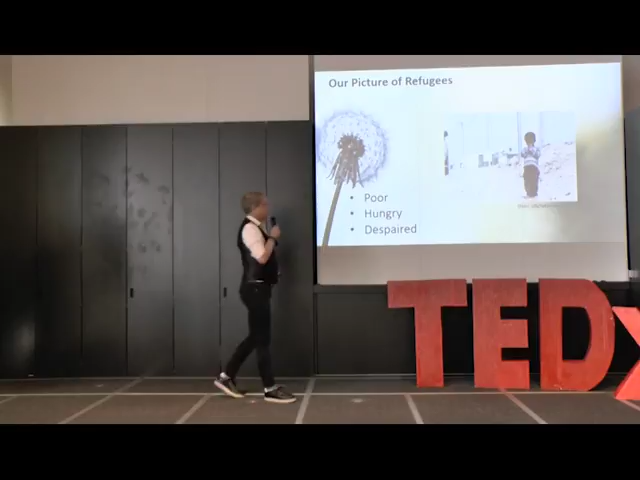 Our Picture of Refugees
• Poor
• Hungry
• Despaired
TEDx